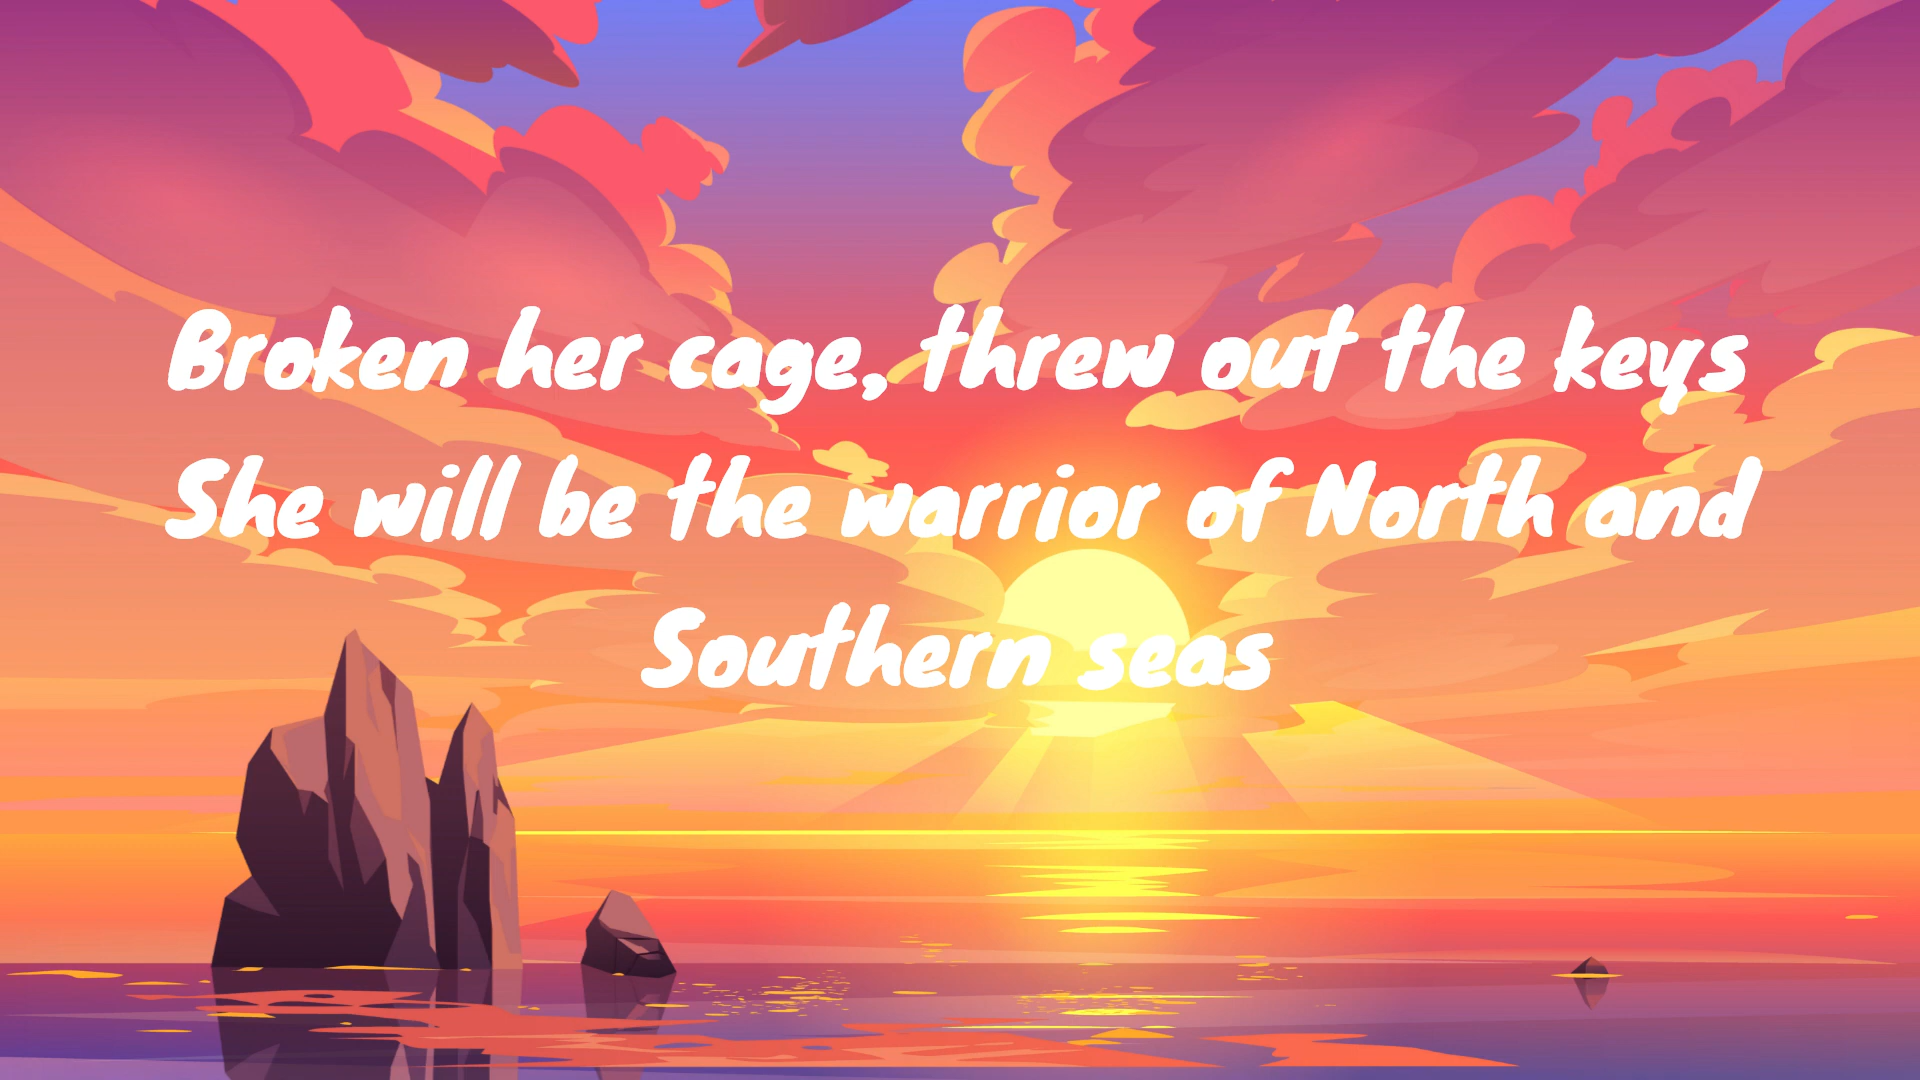 Broken her cage, threw out the keys
She will be the warrior of North and
Southern seas